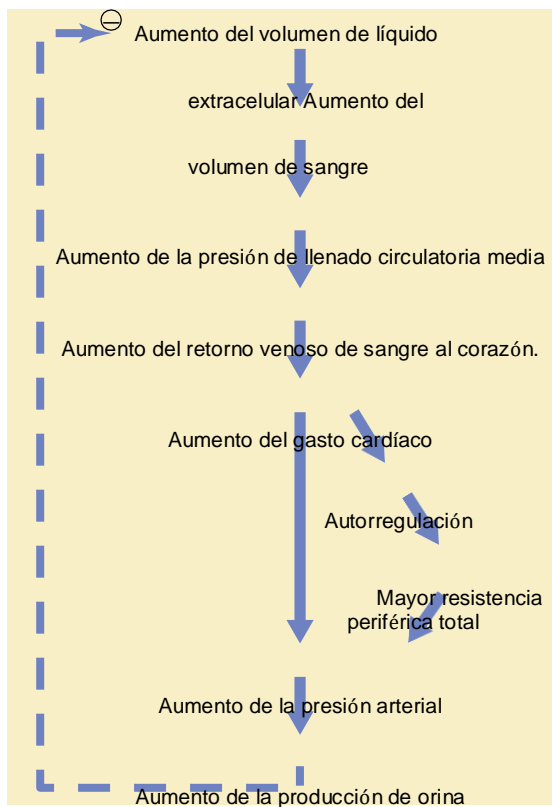 Aumento del volumen de líquido
extracelular Aumento del
volumen de sangre
Aumento de la presión de llenado circulatoria media
Aumento del retorno venoso de sangre al corazón.
Aumento del gasto cardíaco
Autorregulación
Mayor resistencia
periférica total
Aumento de la presión arterial
Aumento de la producción de orina